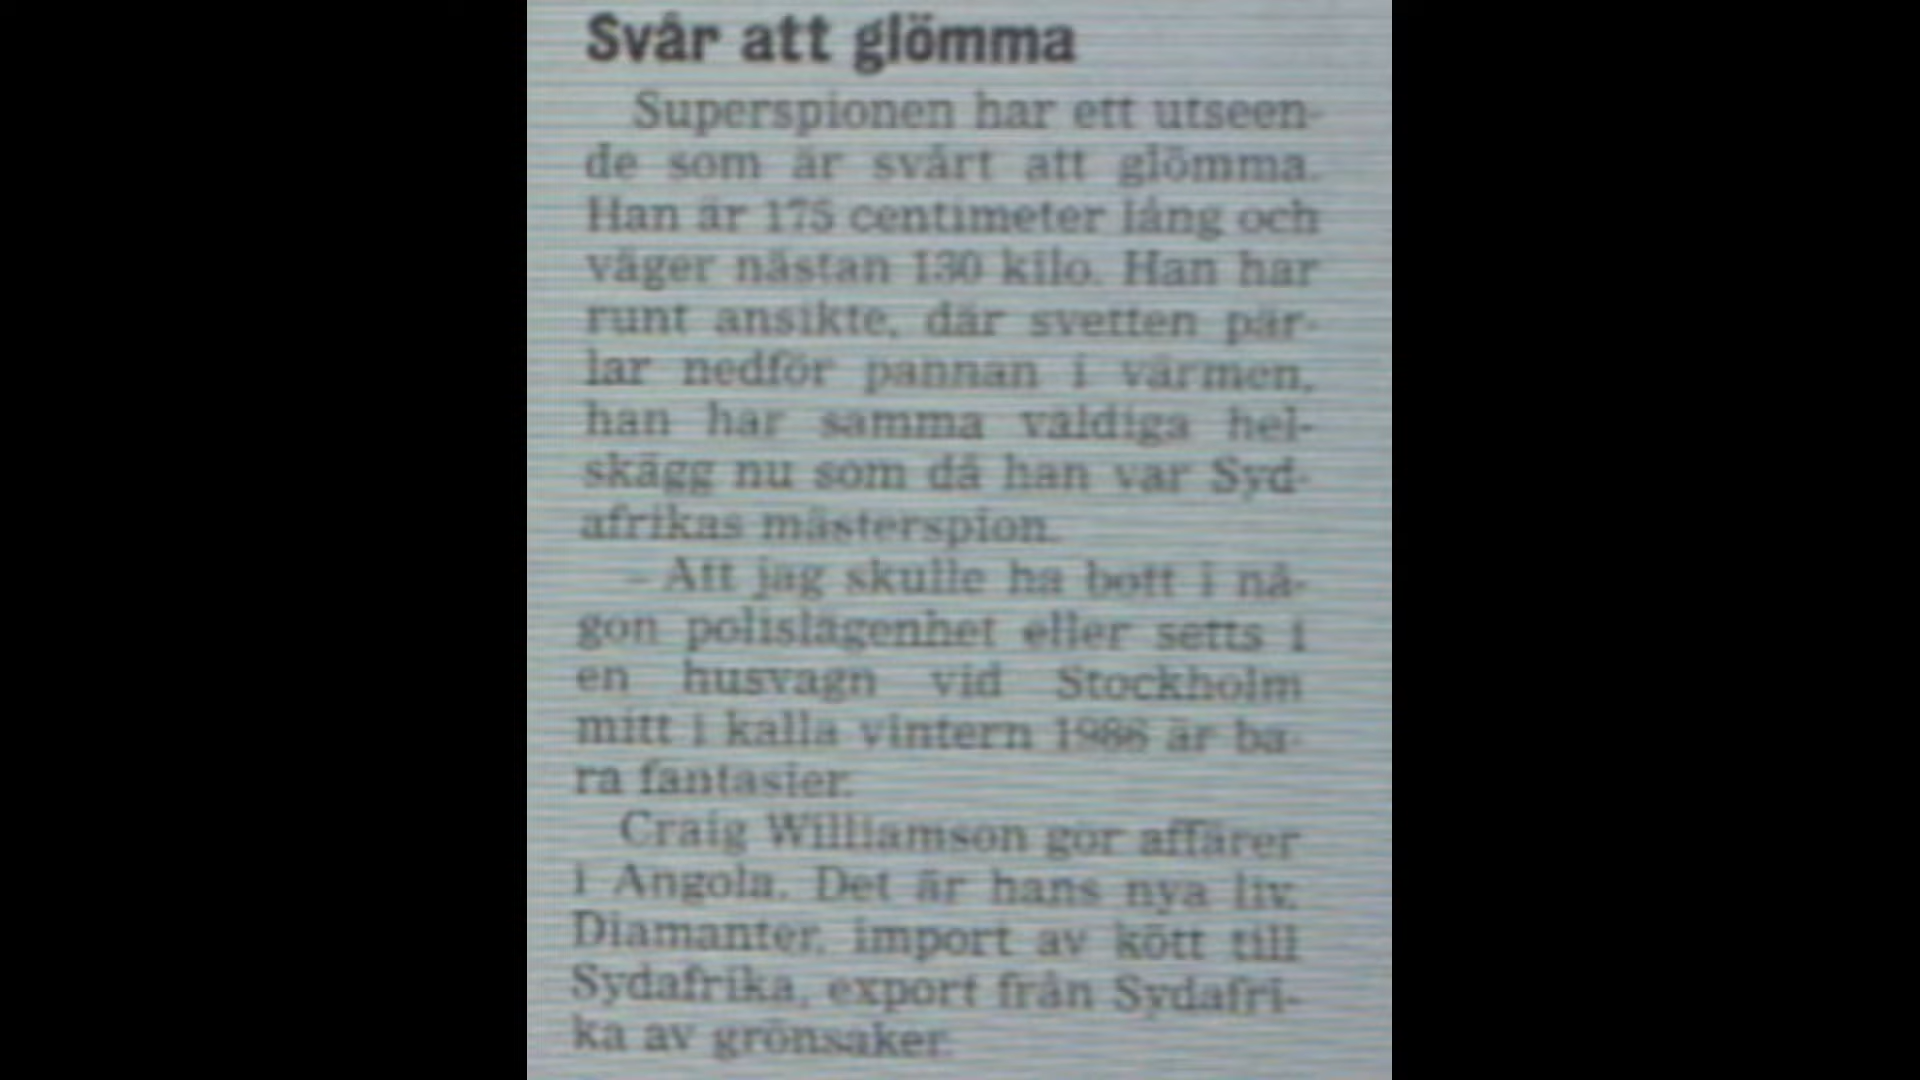 Svår att glömma
Superspionen har ett utseen-
de som är svårt att glömma.
Han är 175 centimeter lång och
väger nästan 130 kilo. Han har
runt ansikte, där svetten pär-
lar nedför pannan i värmen,
han har samma väldiga hel-
skägg nu som då han var Syd-
afrikas mästerspion.
– Att jag skulle ha bott i nå-
gon polislägenhet eller setts i
en husvagn vid Stockholm
mitt i kalla vintern 1986 är ba-
ra fantasier.
Craig Williamson gör affärer
i Angola. Det är hans nya liv.
Diamanter, import av kött till
Sydafrika, export från Sydafri-
ka av grönsaker.